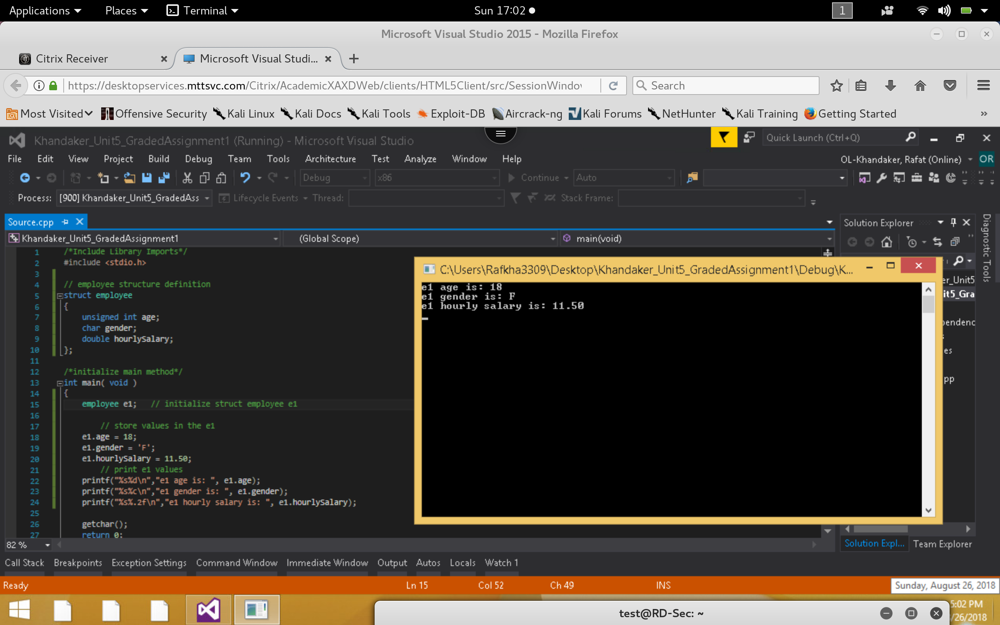 Applications Places Terminal Sun 17:02 1
Microsoft Visual Studio 2015 - Mozilla Firefox
Citrix Receiver Microsoft Visual Studi...
https://desktopservices.mttsvc.com/Citrix/AcademicXAXDWeb/clients/HTML5Client/src/SessionWindov Search
Most Visited Offensive Security Kali Linux Kali Docs Kali Tools Exploit-DB Aircrack-ng Kali Forums NetHunter Kali Training Getting Started »
Khandaker_Unit5_GradedAssignment1 (Running) - Microsoft Visual Studio Quick Launch (Ctrl+Q)
File Edit View Project Build Debug Team Tools Architecture Test Analyze Window Help OL-Khandaker, Rafat (Online) OR
Debug x86 Continue Auto
Process: [900] Khandaker_Unit5_GradedAss Lifecycle Events Thread: Stack Frame:
Source.cpp Solution Explorer
Diagnostic Tools
Khandaker_Unit5_GradedAssignment1 (Global Scope) main(void)
1 /*Include Library Imports*/
2 #include <stdio.h>
3
4 // employee structure definition
5 struct employee
6 {
7 unsigned int age;
8 char gender;
9 double hourlySalary;
10 };
11
12 /*initialize main method*/
13 int main( void )
14 {
15 employee e1; // initialize struct employee e1
16
17 // store values in the e1
18 e1.age = 18;
19 e1.gender = 'F';
20 e1.hourlySalary = 11.50;
21 // print e1 values
22 printf("%s%d\n","e1 age is: ", e1.age);
23 printf("%s%c\n","e1 gender is: ", e1.gender);
24 printf("%s%.2f\n","e1 hourly salary is: ", e1.hourlySalary);
25
26 getchar();
27 return 0;
C:\Users\Rafkha3309\Desktop\Khandaker_Unit5_GradedAssignment1\Debug\K...
e1 age is: 18
e1 gender is: F
e1 hourly salary is: 11.50
er_Unit5
it5_Gra
pendenc
es
pp
82 %
Solution Expl... Team Explorer
Call Stack Breakpoints Exception Settings Command Window Immediate Window Output Autos Locals Watch 1
Ready Ln 15 Col 52 Ch 49 INS
Sunday, August 26, 2018
5:02 PM
/26/2018
test@RD-Sec: ~